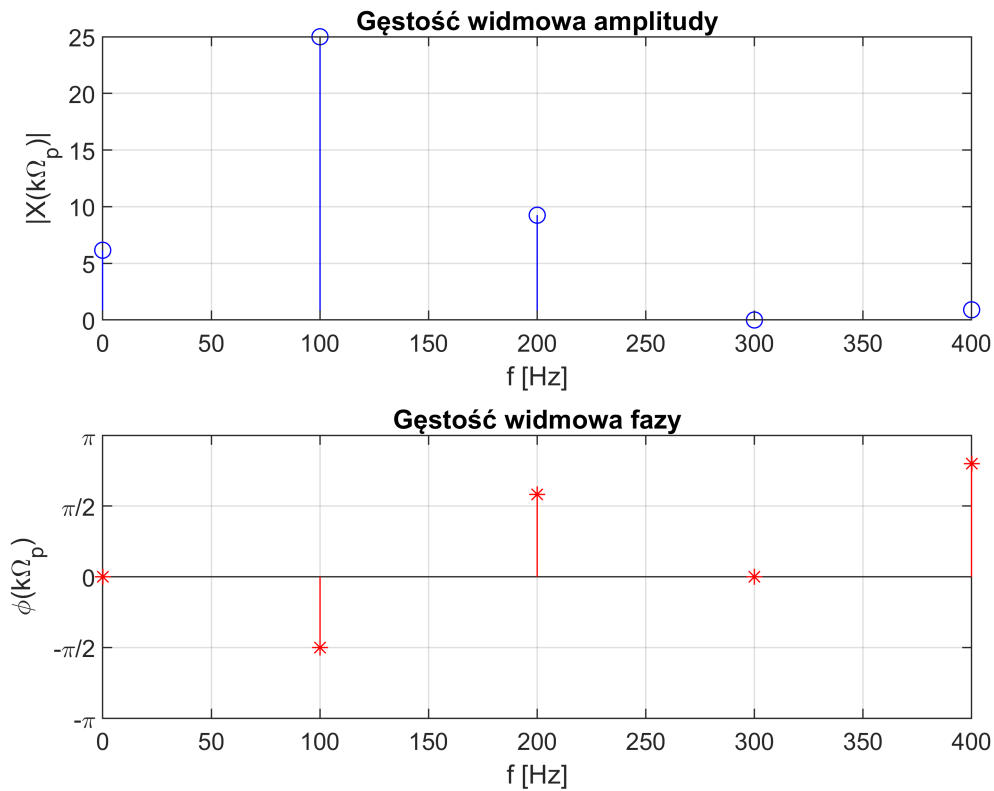 Gęstość widmowa amplitudy
|X(kΩp)|
25
20
15
10
5
0
0 50 100 150 200 250 300 350 400
f [Hz]
Gęstość widmowa fazy
ϕ(kΩp)
π
π/2
0
-π/2
-π
0 50 100 150 200 250 300 350 400
f [Hz]